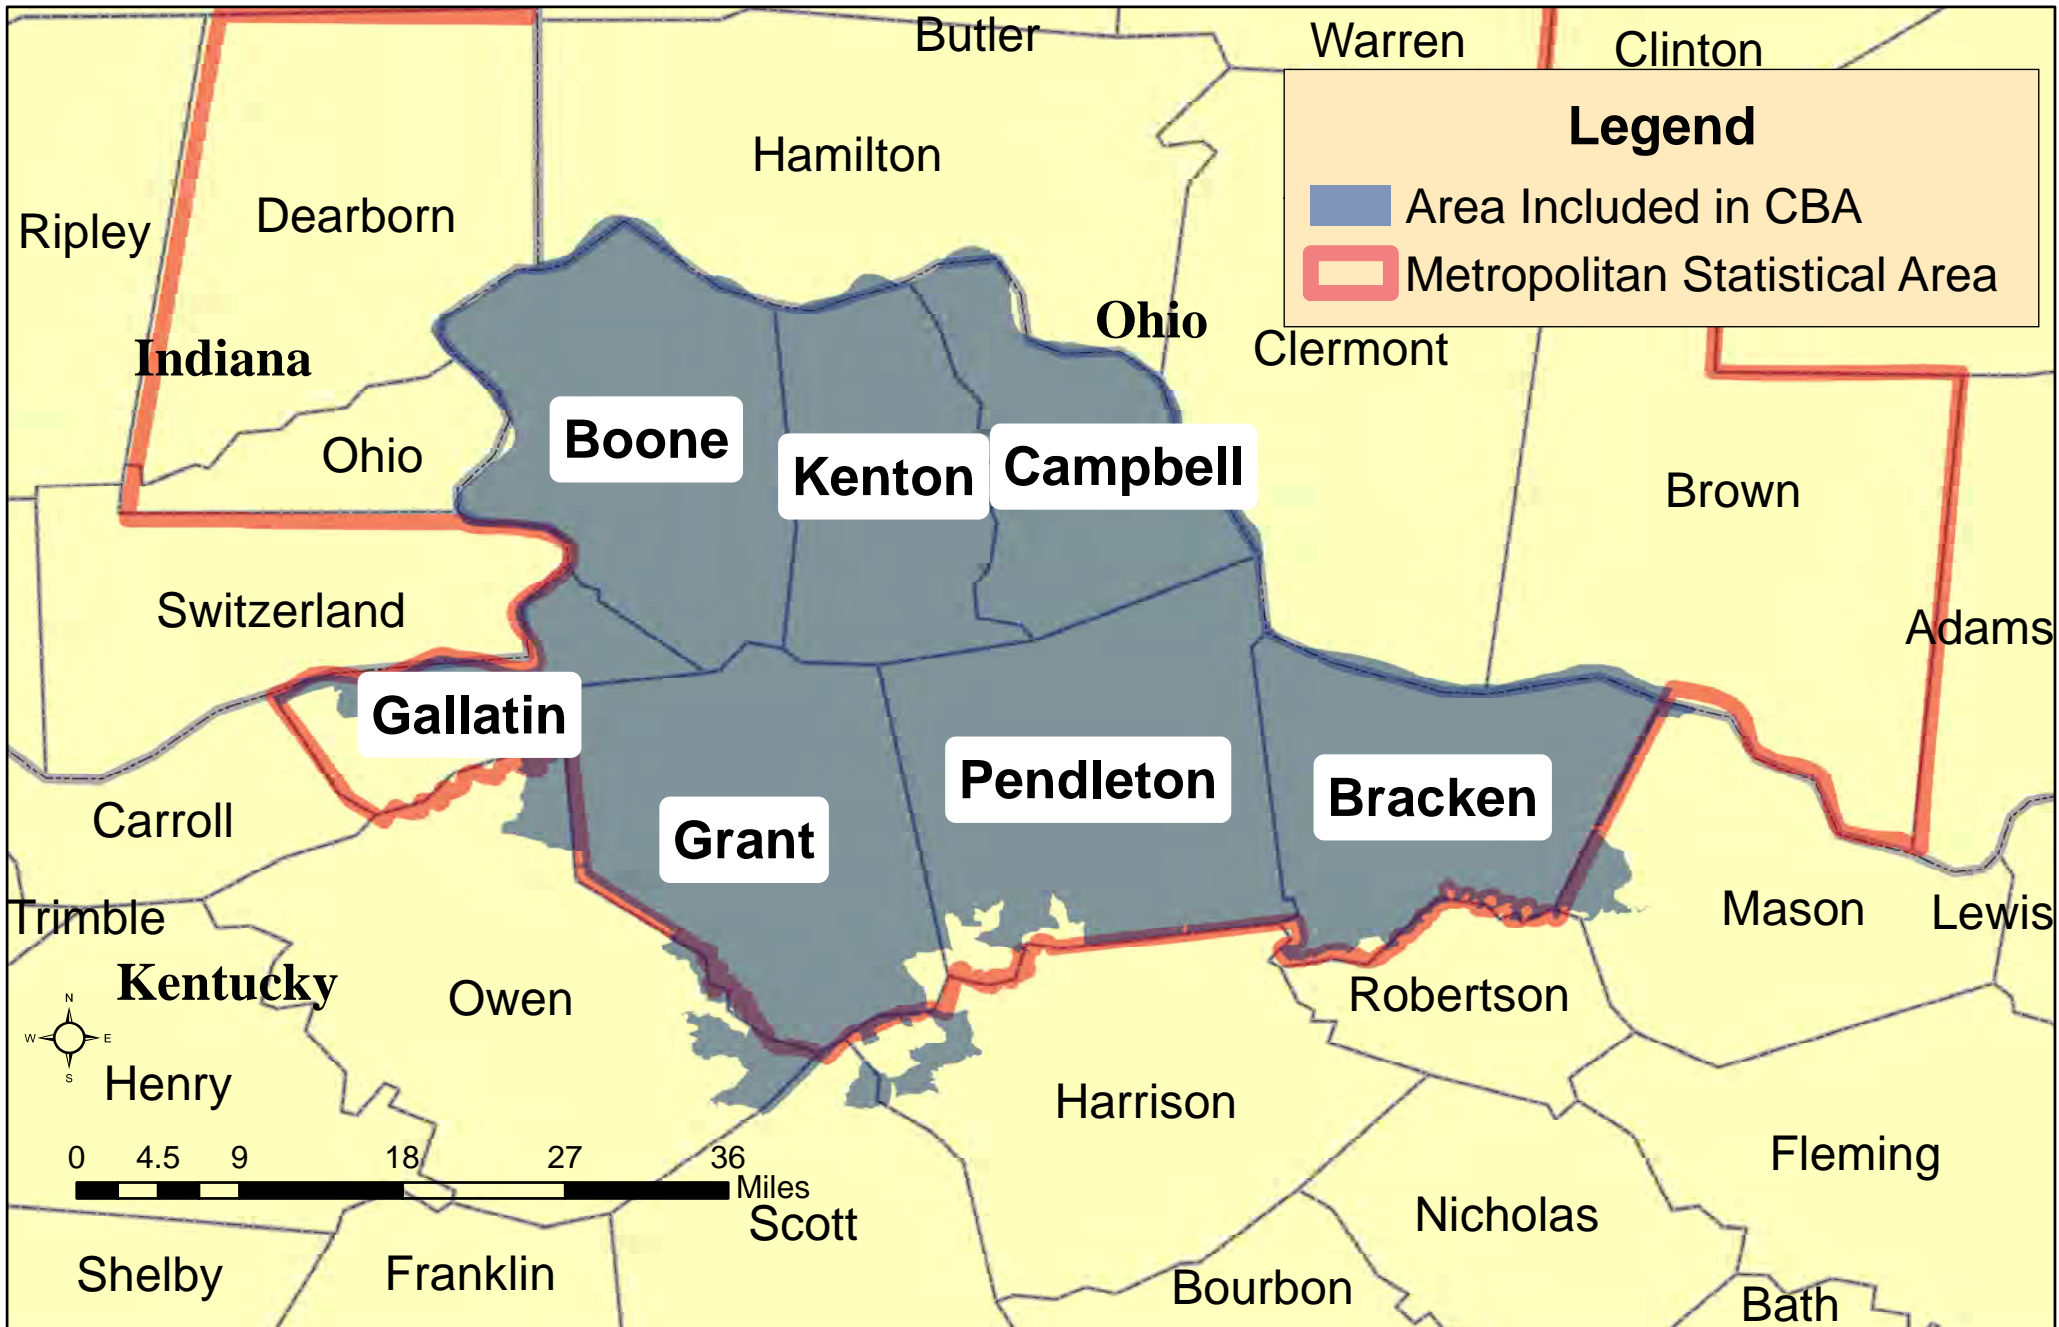 Butler
Warren
Clinton
Legend
Area Included in CBA
Metropolitan Statistical Area
Hamilton
Dearborn
Ripley
Indiana
Ohio
Clermont
Ohio
Boone
Kenton
Campbell
Brown
Switzerland
Adams
Gallatin
Pendleton
Bracken
Carroll
Grant
Trimble
Mason
Lewis
Kentucky
Owen
Robertson
N
W E
S
Henry
Harrison
0 4.5 9 18 27 36
Miles
Fleming
Scott
Nicholas
Shelby
Franklin
Bourbon
Bath